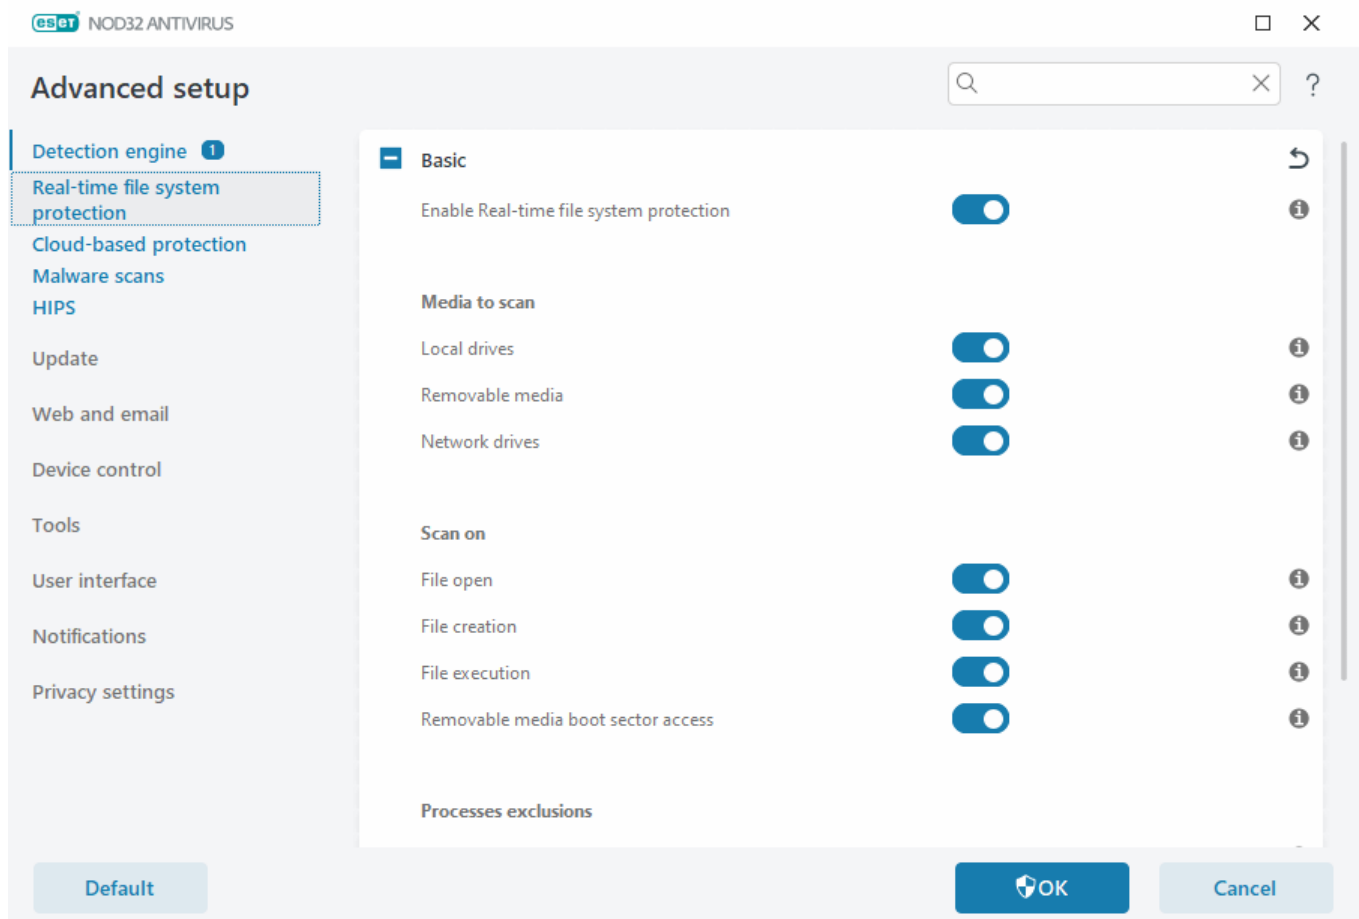 eset NOD32 ANTIVIRUS
Advanced setup
?
Detection engine 1
Real-time file system
protection
Cloud-based protection
Malware scans
HIPS
Update
Web and email
Device control
Tools
User interface
Notifications
Privacy settings
Basic
Enable Real-time file system protection
Media to scan
Local drives
Removable media
Network drives
Scan on
File open
File creation
File execution
Removable media boot sector access
Processes exclusions
Default
OK
Cancel